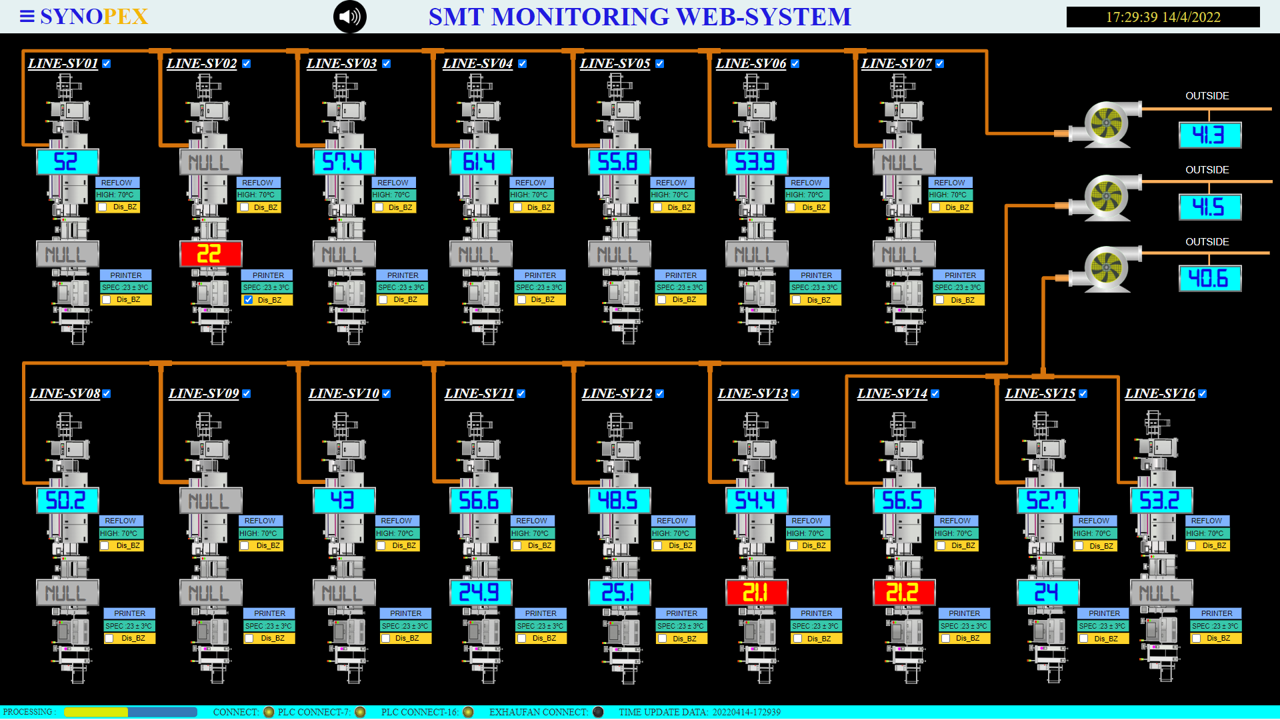 SYNOPEX
SMT MONITORING WEB-SYSTEM
17:29:39 14/4/2022
LINE-SV01 LINE-SV02 LINE-SV03 LINE-SV04 LINE-SV05 LINE-SV06 LINE-SV07
OUTSIDE
41.3
52 NULL 57.4 61.4 55.8 53.9 NULL
OUTSIDE
REFLOW REFLOW REFLOW REFLOW REFLOW REFLOW REFLOW
HIGH: 70°C HIGH: 70°C HIGH: 70°C HIGH: 70°C HIGH: 70°C HIGH: 70°C HIGH: 70°C
Dis_BZ Dis_BZ Dis_BZ Dis_BZ Dis_BZ Dis_BZ Dis_BZ
41.5
OUTSIDE
NULL 22 NULL NULL NULL NULL NULL
PRINTER PRINTER PRINTER PRINTER PRINTER PRINTER PRINTER
40.6
SPEC :23 ± 3°C SPEC :23 ± 3°C SPEC :23 ± 3°C SPEC :23 ± 3°C SPEC :23 ± 3°C SPEC :23 ± 3°C SPEC :23 ± 3°C
Dis_BZ Dis_BZ Dis_BZ Dis_BZ Dis_BZ Dis_BZ Dis_BZ
LINE-SV08 LINE-SV09 LINE-SV10 LINE-SV11 LINE-SV12 LINE-SV13 LINE-SV14 LINE-SV15 LINE-SV16
50.2 NULL 43 56.6 48.5 54.4 56.5 52.7 53.2
REFLOW REFLOW REFLOW REFLOW REFLOW REFLOW REFLOW REFLOW REFLOW
HIGH: 70°C HIGH: 70°C HIGH: 70°C HIGH: 70°C HIGH: 70°C HIGH: 70°C HIGH: 70°C HIGH: 70°C HIGH: 70°C
Dis_BZ Dis_BZ Dis_BZ Dis_BZ Dis_BZ Dis_BZ Dis_BZ Dis_BZ Dis_BZ
NULL NULL NULL 24.9 25.1 21.1 21.2 24 NULL
PRINTER PRINTER PRINTER PRINTER PRINTER PRINTER PRINTER PRINTER PRINTER
SPEC :23 ± 3°C SPEC :23 ± 3°C SPEC :23 ± 3°C SPEC :23 ± 3°C SPEC :23 ± 3°C SPEC :23 ± 3°C SPEC :23 ± 3°C SPEC :23 ± 3°C SPEC :23 ± 3°C
Dis_BZ Dis_BZ Dis_BZ Dis_BZ Dis_BZ Dis_BZ Dis_BZ Dis_BZ Dis_BZ
PROCESSING : CONNECT: PLC CONNECT-7: PLC CONNECT-16: EXHAUFAN CONNECT: TIME UPDATE DATA: 20220414-172939